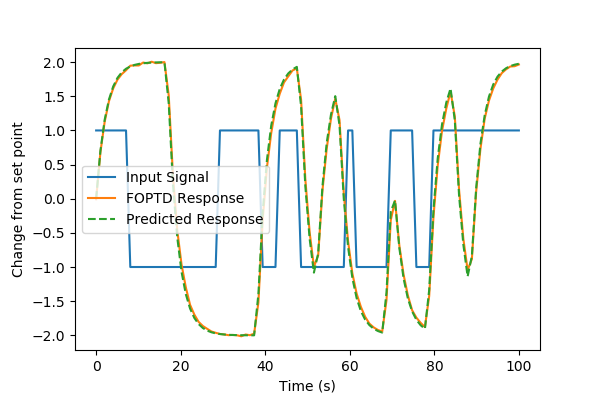 2.0
1.5
1.0
0.5
0.0
−0.5
−1.0
−1.5
−2.0
Change from set point
Input Signal
FOPTD Response
Predicted Response
0 20 40 60 80 100
Time (s)